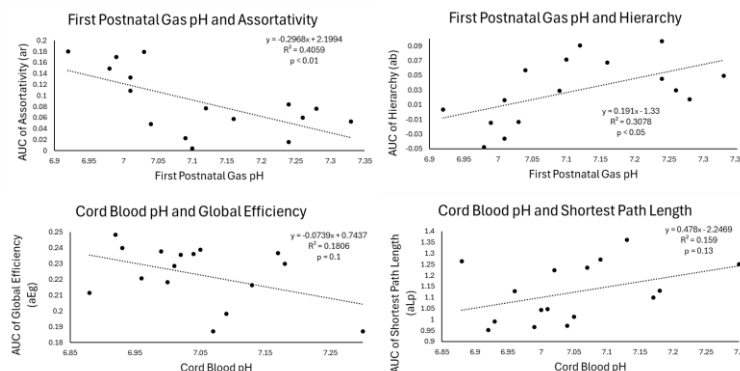 First Postnatal Gas pH and Assortativity
AUC of Assortativity (ar)
0.2
0.18
0.16
0.14
0.12
0.1
0.08
0.06
0.04
0.02
0
y = -0.2968x + 2.1994
R² = 0.4059
p < 0.01
6.9 6.95 7 7.05 7.1 7.15 7.2 7.25 7.3 7.35
First Postnatal Gas pH
First Postnatal Gas pH and Hierarchy
AUC of Hierarchy (ab)
0.09
0.07
0.05
0.03
0.01
-0.01
-0.03
-0.05
y = 0.191x - 1.33
R² = 0.3078
p < 0.05
6.9 6.95 7 7.05 7.1 7.15 7.2 7.25 7.3 7.3
First Postnatal Gas pH
Cord Blood pH and Global Efficiency
AUC of Global Efficiency
(aEg)
0.25
0.24
0.23
0.22
0.21
0.2
0.19
0.18
y = -0.0739x + 0.7437
R² = 0.1806
p = 0.1
6.85 6.95 7.05 7.15 7.25
Cord Blood pH
Cord Blood pH and Shortest Path Length
AUC of Shortest Path Length
(aLp)
1.4
1.35
1.3
1.25
1.2
1.15
1.1
1.05
1
0.95
0.9
y = 0.478x - 2.2469
R² = 0.159
p = 0.13
6.85 6.9 6.95 7 7.05 7.1 7.15 7.2 7.25
Cord Blood pH